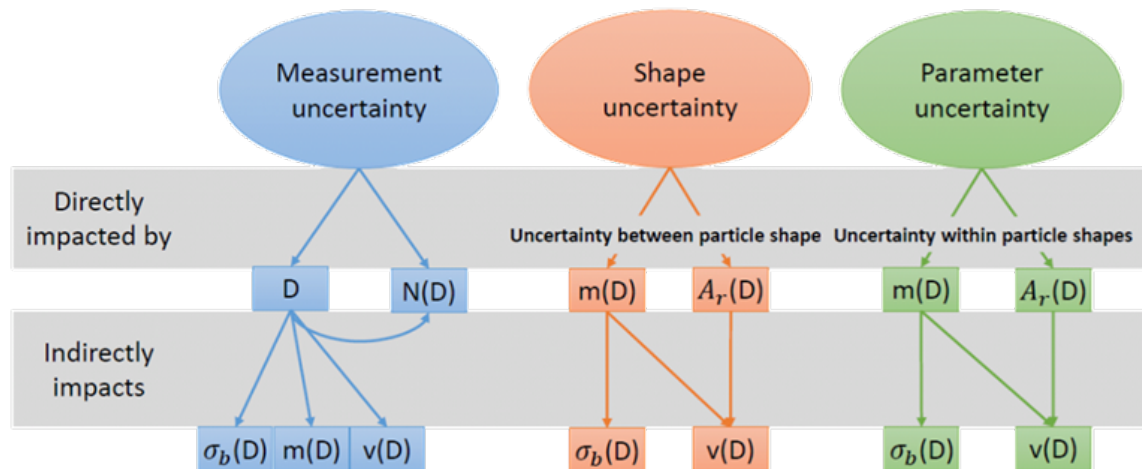 Measurement
uncertainty
Shape
uncertainty
Parameter
uncertainty
Directly
impacted by
Uncertainty between particle shape
Uncertainty within particle shapes
D
N(D)
m(D)
A_r(D)
m(D)
A_r(D)
Indirectly
impacts
σ_b(D)
m(D)
v(D)
σ_b(D)
v(D)
σ_b(D)
v(D)